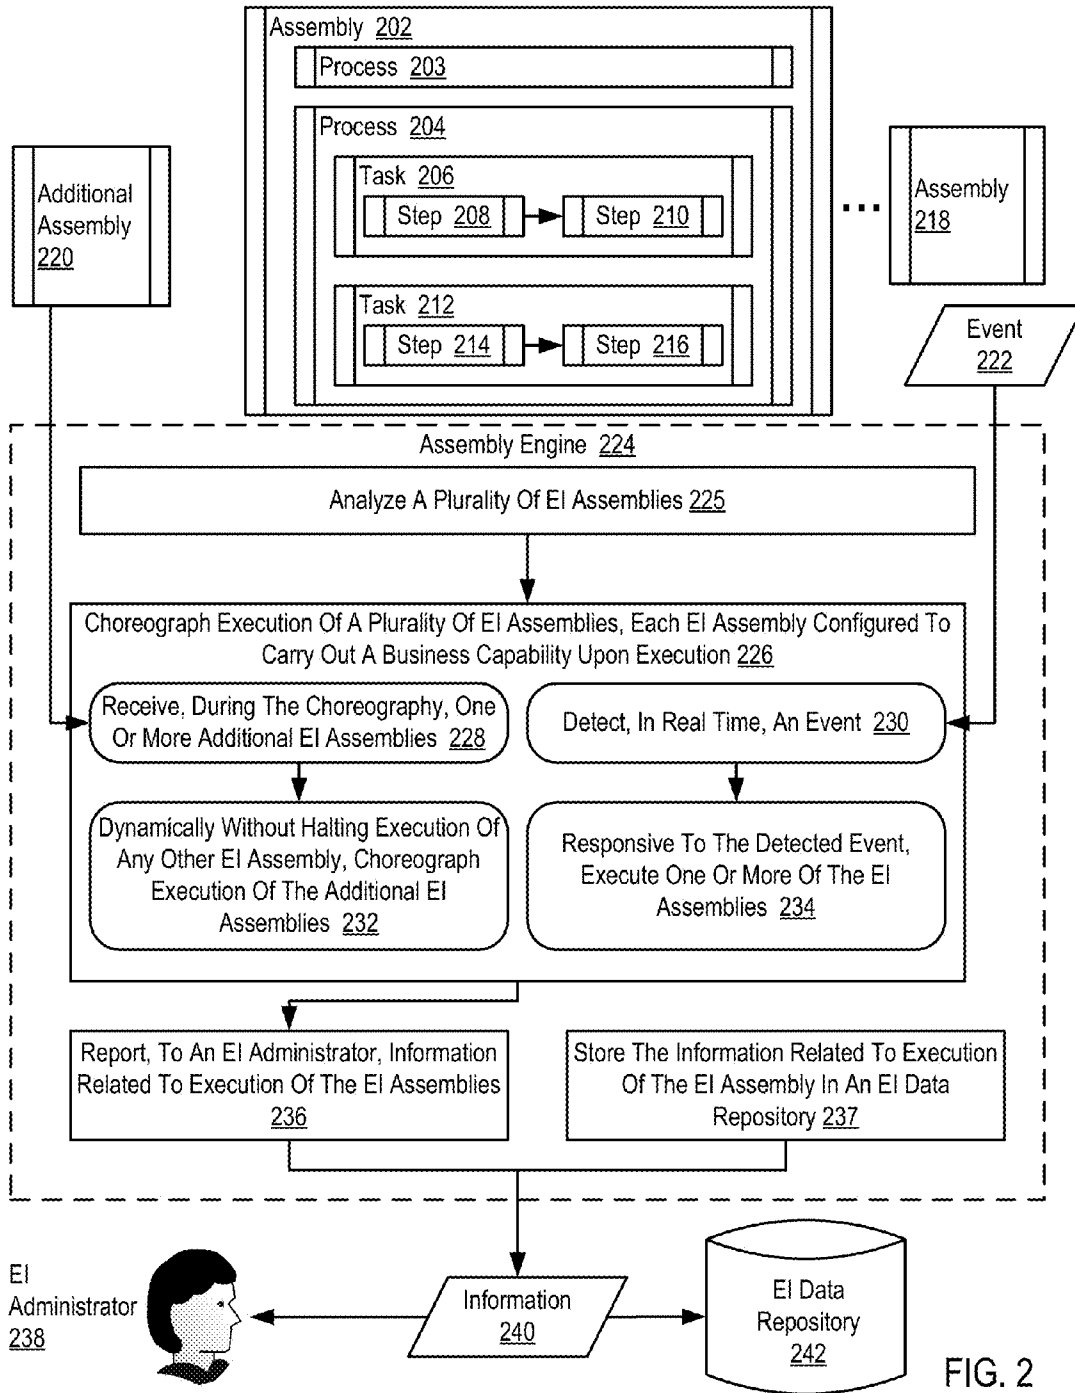 Assembly 202
Process 203
Process 204
Task 206
Step 208
Step 210
Task 212
Step 214
Step 216
Additional
Assembly
220
...
Assembly
218
Event
222
Assembly Engine 224
Analyze A Plurality Of EI Assemblies 225
Choreograph Execution Of A Plurality Of EI Assemblies, Each EI Assembly Configured To
Carry Out A Business Capability Upon Execution 226
Receive, During The Choreography, One
Or More Additional EI Assemblies 228
Detect, In Real Time, An Event 230
Dynamically Without Halting Execution Of
Any Other EI Assembly, Choreograph
Execution Of The Additional EI
Assemblies 232
Responsive To The Detected Event,
Execute One Or More Of The EI
Assemblies 234
Report, To An EI Administrator, Information
Related To Execution Of The EI Assemblies
236
Store The Information Related To Execution
Of The EI Assembly In An EI Data
Repository 237
EI
Administrator
238
Information
240
EI Data
Repository
242
FIG. 2